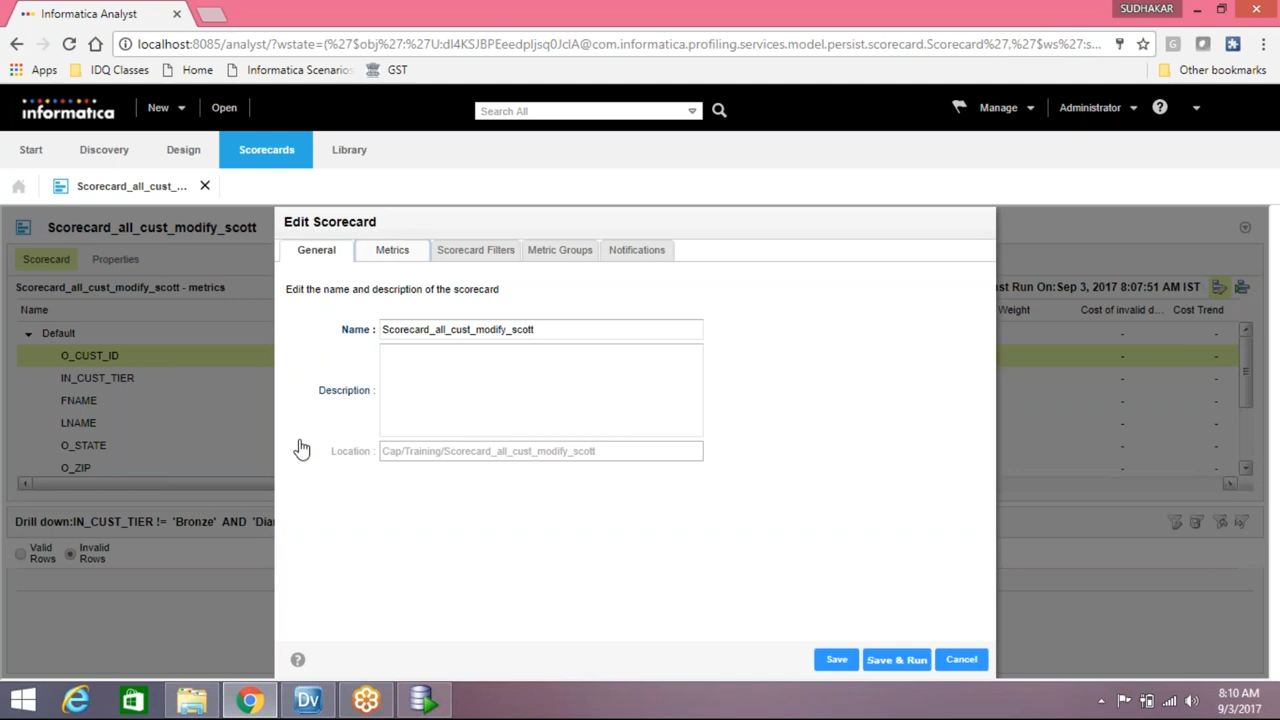 Informatica Analyst
SUDHAKAR
localhost:8085/analyst/?wstate=(%27$obj%27:%27U:dI4KSJBPEeedpIjsq0JcIA@com.informatica.profiling.services.model.persist.scorecard.Scorecard%27,%27$ws%27:s...
Apps IDQ Classes Home Informatica Scenarios GST Other bookmarks
informatica New Open Search All Manage Administrator ?
Start Discovery Design Scorecards Library
Scorecard_all_cust_...
Scorecard_all_cust_modify_scott
Edit Scorecard
Scorecard Properties
General Metrics Scorecard Filters Metric Groups Notifications
Scorecard_all_cust_modify_scott - metrics
st Run On:Sep 3, 2017 8:07:51 AM IST
Edit the name and description of the scorecard
Name Weight Cost of invalid d... Cost Trend
Name : Scorecard_all_cust_modify_scott
Default
O_CUST_ID - -
IN_CUST_TIER - -
Description :
FNAME - -
LNAME - -
O_STATE - -
Location : Cap/Training/Scorecard_all_cust_modify_scott
O_ZIP - -
Drill down:IN_CUST_TIER != 'Bronze' AND 'Dia
Valid Rows
Invalid Rows
? Save Save & Run Cancel
Dv
8:10 AM
9/3/2017